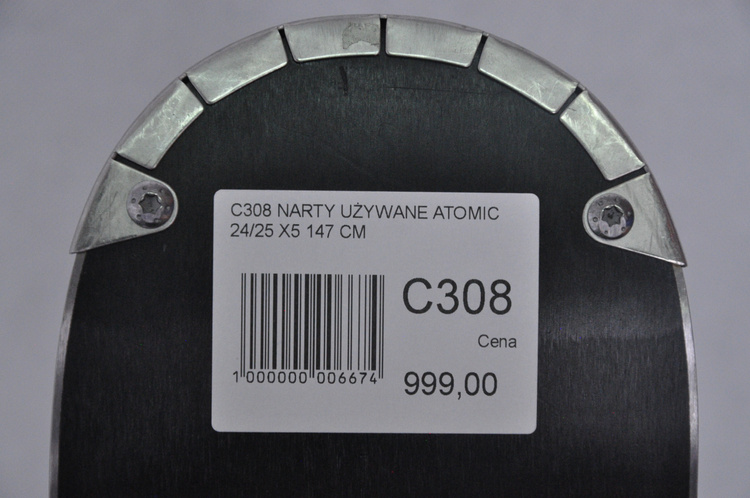 C308 NARTY UŻYWANE ATOMIC
24/25 X5 147 CM
C308
Cena
999,00
1 000000 006674